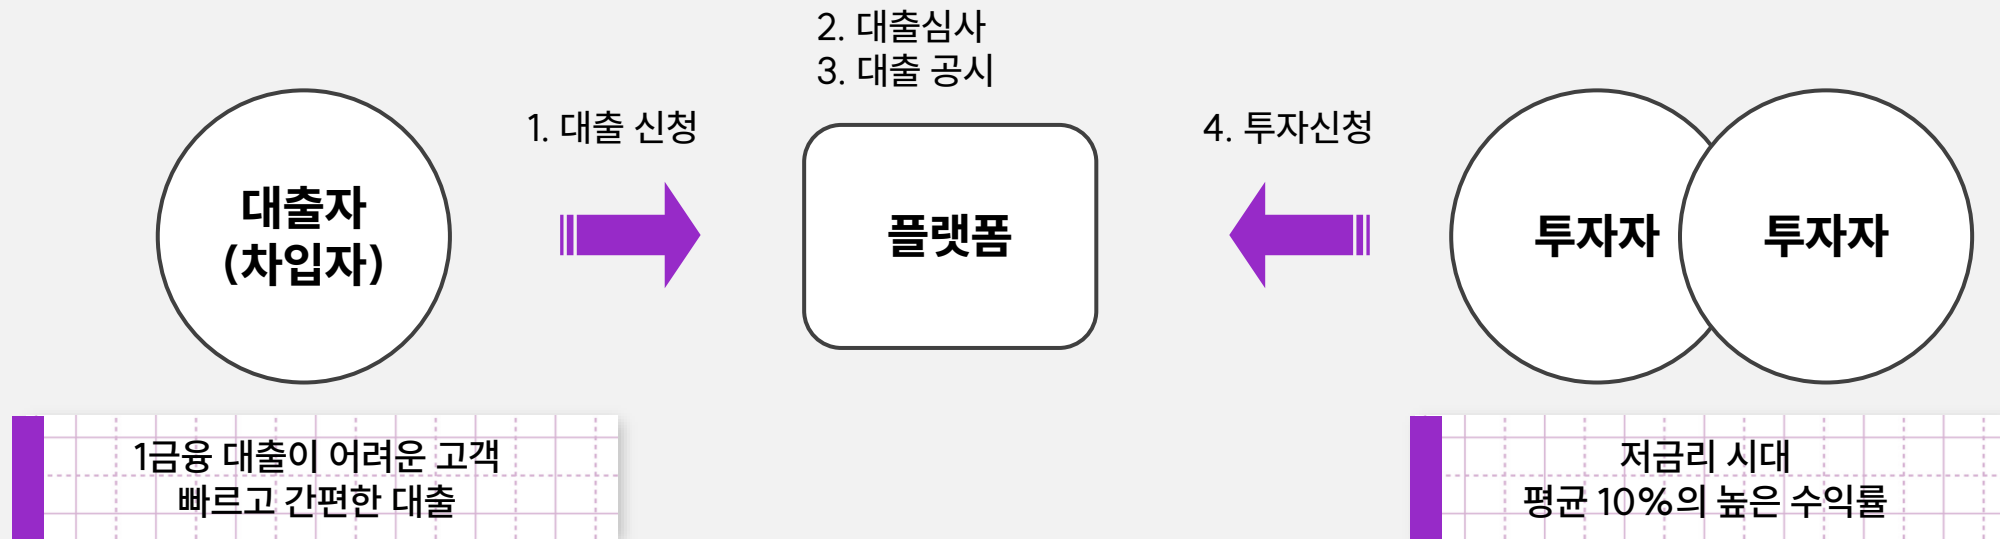 2. 대출심사
3. 대출 공시
1. 대출 신청
4. 투자신청
대출자
(차입자)
플랫폼
투자자
투자자
1금융 대출이 어려운 고객
빠르고 간편한 대출
저금리 시대
평균 10%의 높은 수익률